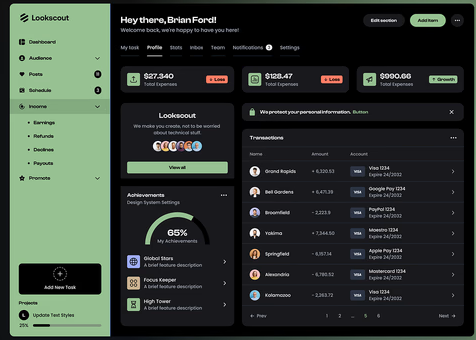 Lookscout
Dashboard
Audience
Posts
Schedule
Income
Earnings
Refunds
Declines
Payouts
Promote
Add New Task
Projects
L
Update Text Styles
25%
Hey there, Brian Ford!
Welcome back, we're happy to have you here!
Edit section
Add item
My task
Profile
Stats
Inbox
Team
Notifications
Settings
$27.340
Total Expenses
Loss
$128.47
Total Expenses
Loss
$990.66
Total Expenses
Growth
Lookscout
We make you create, not to be worried
about technical stuff.
View all
Achievements
Design System Settings
65%
My Achievements
Global Stars
A brief feature description
Focus Keeper
A brief feature description
High Tower
A brief feature description
We protect your personal information. Button
Transactions
Name Amount Account
Grand Rapids + 6,320.53 VISA Visa 1234
Expire 24/2032
Bell Gardens + 6,471.39 VISA Google Pay 1234
Expire 24/2032
Broomfield - 2,223.9 VISA PayPal 1234
Expire 24/2032
Yakima + 7,344.50 VISA Maestro 1234
Expire 24/2032
Springfield - 6,157.14 VISA Apple Pay 1234
Expire 24/2032
Alexandria - 6,780.52 VISA Mastercard 1234
Expire 24/2032
Kalamazoo - 2,263.72 VISA Visa 1234
Expire 24/2032
Prev 1 2 ... 5 6 Next